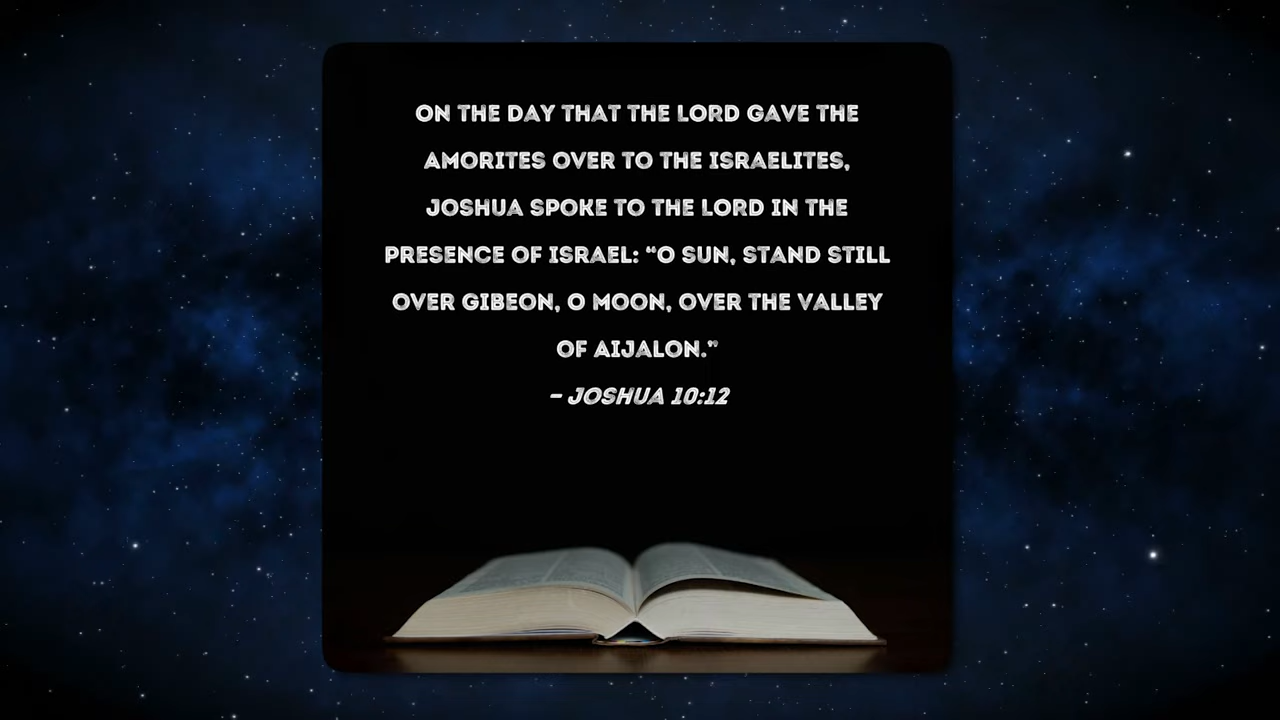 ON THE DAY THAT THE LORD GAVE THE
AMORITES OVER TO THE ISRAELITES,
JOSHUA SPOKE TO THE LORD IN THE
PRESENCE OF ISRAEL: “O SUN, STAND STILL
OVER GIBEON, O MOON, OVER THE VALLEY
OF AIJALON.”
– JOSHUA 10:12